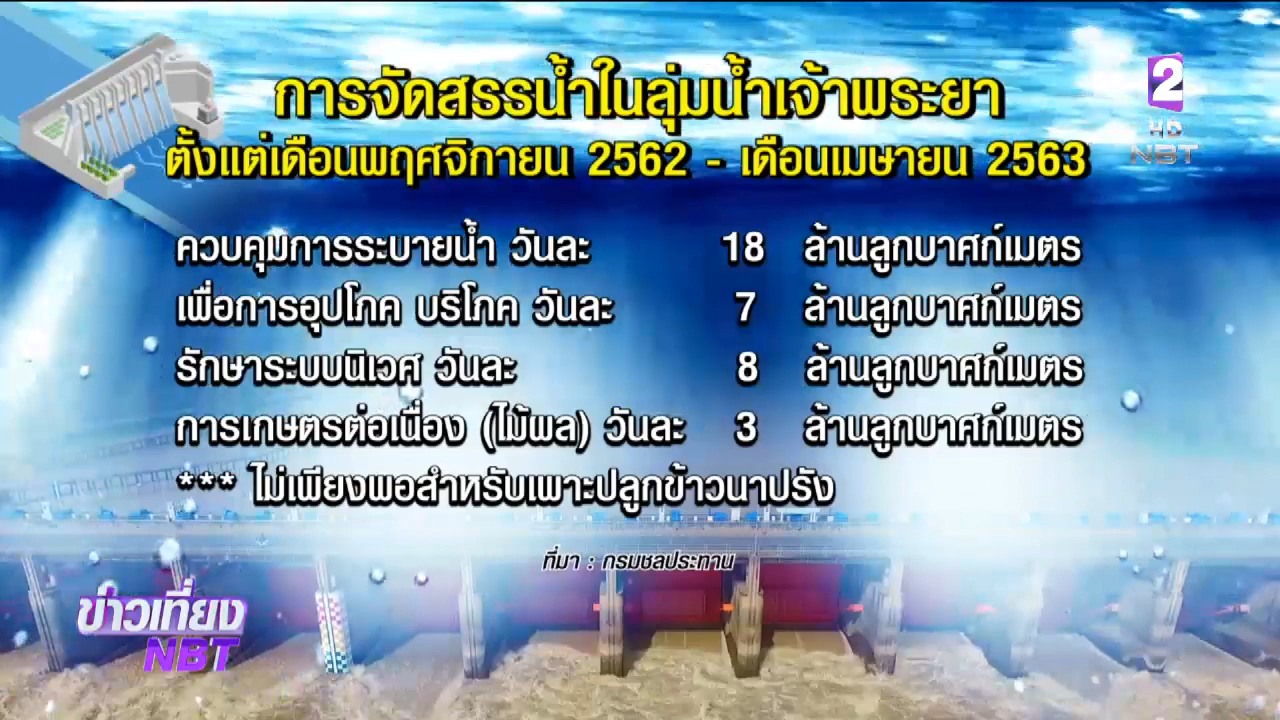 การจัดสรรน้ำในลุ่มน้ำเจ้าพระยา
ตั้งแต่เดือนพฤศจิกายน 2562 - เดือนเมษายน 2563
2
HD
NBT
ควบคุมการระบายน้ำ วันละ 18 ล้านลูกบาศก์เมตร
เพื่อการอุปโภค บริโภค วันละ 7 ล้านลูกบาศก์เมตร
รักษาระบบนิเวศ วันละ 8 ล้านลูกบาศก์เมตร
การเกษตรต่อเนื่อง (ไม้ผล) วันละ 3 ล้านลูกบาศก์เมตร
*** ไม่เพียงพอสำหรับเพาะปลูกข้าวนาปรัง
ที่มา : กรมชลประทาน
ข่าวเที่ยง
NBT